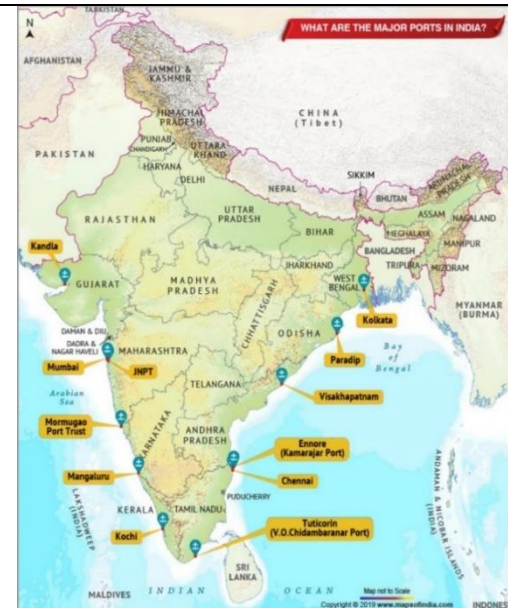 TAJIKISTAN
N
WHAT ARE THE MAJOR PORTS IN INDIA?
AFGHANISTAN
JAMMU &
KASHMIR
CHINA
(Tibet)
HIMACHAL
PRADESH
PUNJAB
CHANDIGARH
UTTARA
KHAND
PAKISTAN
HARYANA
DELHI
NEPAL
SIKKIM
BHUTAN
ARUNACHAL
PRADESH
RAJASTHAN
UTTAR
PRADESH
ASSAM
NAGALAND
BIHAR
MEGHALAYA
MANIPUR
BANGLADESH
Kandla
JHARKHAND
TRIPURA
MIZORAM
GUJARAT
MADHYA
PRADESH
WEST
BENGAL
CHHATTISGARH
MYANMAR
(BURMA)
Kolkata
DAMAN & DIU
DADRA &
NAGAR HAVELI
ODISHA
MAHARASHTRA
Paradip
Bay
of
Bengal
Mumbai
JNPT
TELANGANA
Arabian
Sea
Visakhapatnam
Mormugao
Port Trust
KARNATAKA
ANDHRA
PRADESH
Ennore
(Kamarajar Port)
Mangaluru
Chennai
PUDUCHERRY
LAKSHADWEEP
(INDIA)
KERALA
TAMIL NADU
ANDAMAN & NICOBAR ISLANDS
(INDIA)
Kochi
Tuticorin
(V.O.Chidambaranar Port)
SRI
LANKA
MALDIVES
INDIAN OCEAN
Map not to Scale
Copyright © 2019 www.mapsofindia.com
INDONES